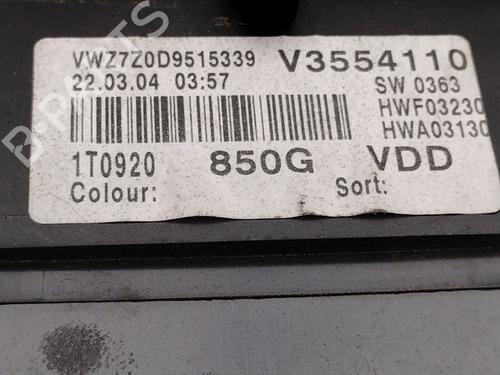 VWZ7Z0D9515339 V3554110
22.03.04 03:57 SW 0363
HWF03230
HWA03130
1T0920 850G VDD
Colour: Sort: